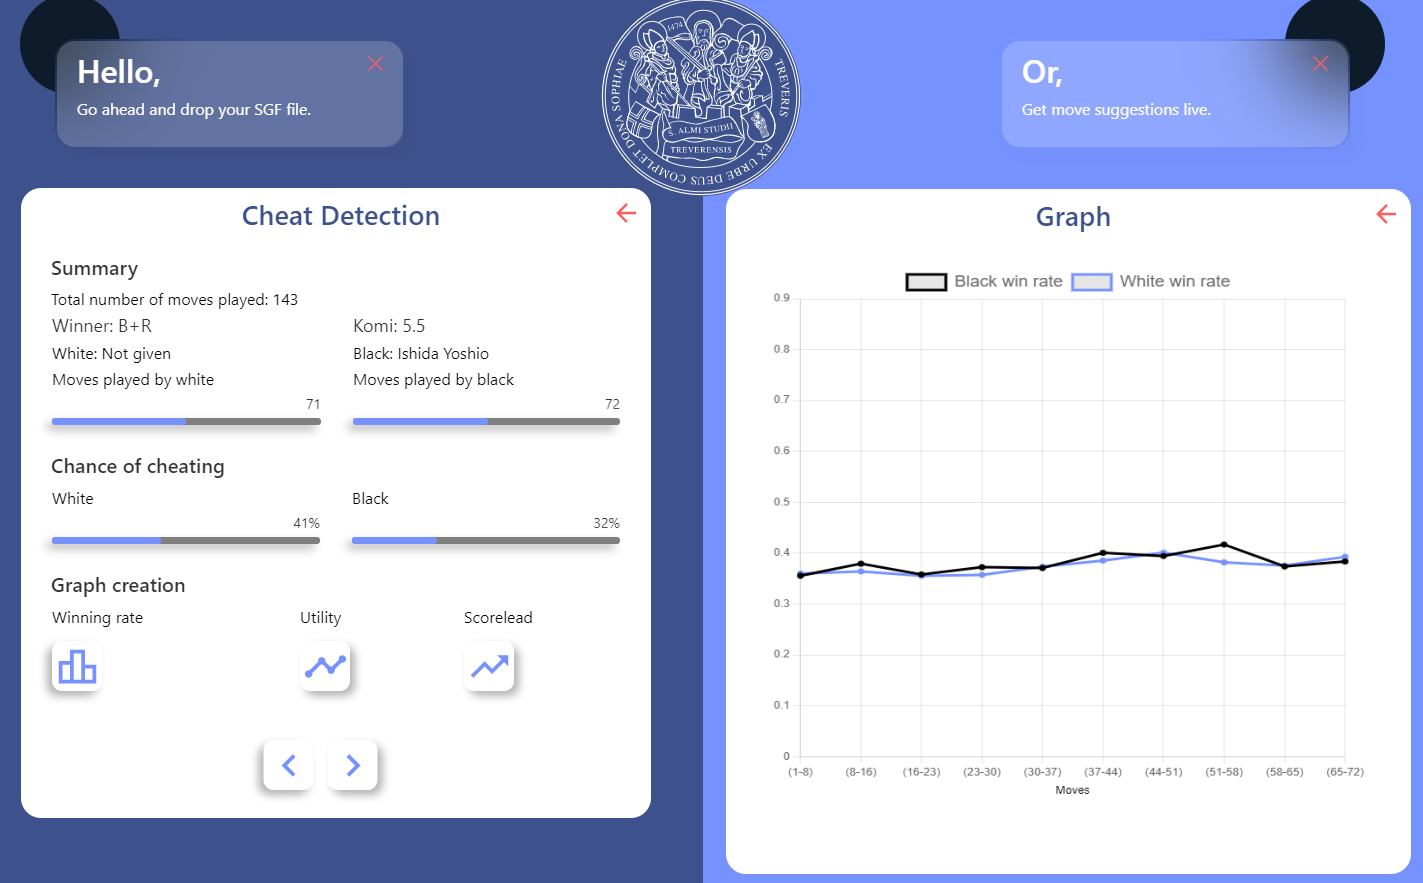 Hello,
Go ahead and drop your SGF file.
1474
TREVERIS EX URBE DEUS COMPLET DONA SOPHIAE
S. ALMI STUDII
TREVERENSIS
Or,
Get move suggestions live.
Cheat Detection
Summary
Total number of moves played: 143
Winner: B+R
Komi: 5.5
White: Not given
Black: Ishida Yoshio
Moves played by white
Moves played by black
71
72
Chance of cheating
White
Black
41%
32%
Graph creation
Winning rate
Utility
Scorelead
Graph
Black win rate
White win rate
0.9
0.8
0.7
0.6
0.5
0.4
0.3
0.2
0.1
0
(1-8) (8-16) (16-23) (23-30) (30-37) (37-44) (44-51) (51-58) (58-65) (65-72)
Moves